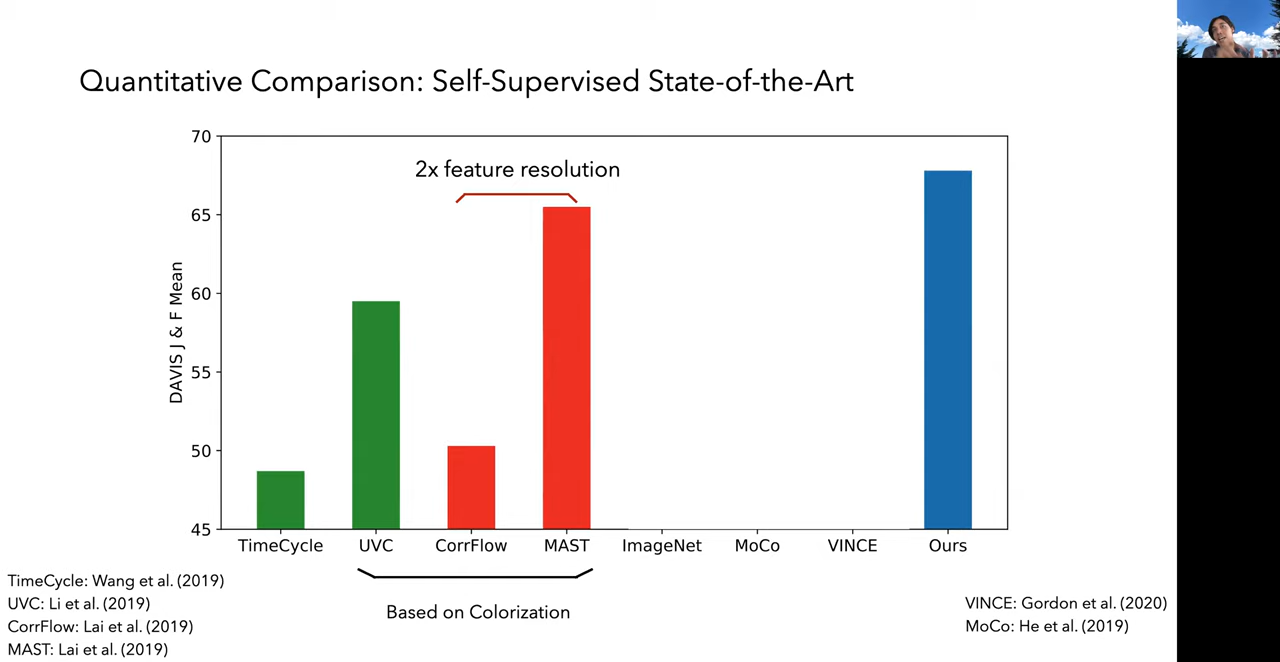 Quantitative Comparison: Self-Supervised State-of-the-Art
70
2x feature resolution
65
60
55
50
45
DAVIS J & F Mean
TimeCycle UVC CorrFlow MAST ImageNet MoCo VINCE Ours
Based on Colorization
TimeCycle: Wang et al. (2019)
UVC: Li et al. (2019)
CorrFlow: Lai et al. (2019)
MAST: Lai et al. (2019)
VINCE: Gordon et al. (2020)
MoCo: He et al. (2019)